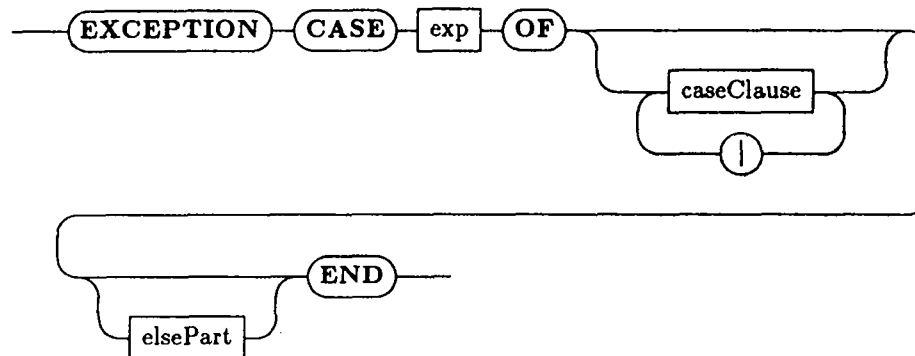 EXCEPTION CASE exp OF
caseClause
|
END
elsePart